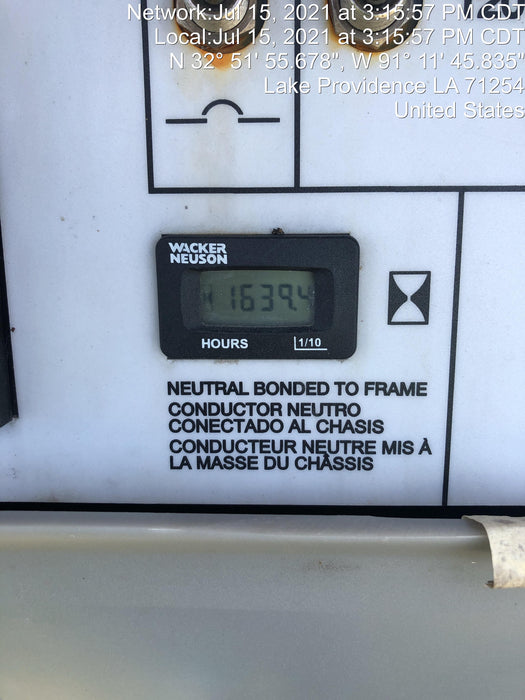 Network:Jul 15, 2021 at 3:15:57 PM CDT
Local:Jul 15, 2021 at 3:15:57 PM CDT
N 32° 51' 55.678", W 91° 11' 45.835"
Lake Providence LA 71254
United States
WACKER
NEUSON
1639.4
HOURS 1/10
NEUTRAL BONDED TO FRAME
CONDUCTOR NEUTRO
CONECTADO AL CHASIS
CONDUCTEUR NEUTRE MIS À
LA MASSE DU CHÂSSIS